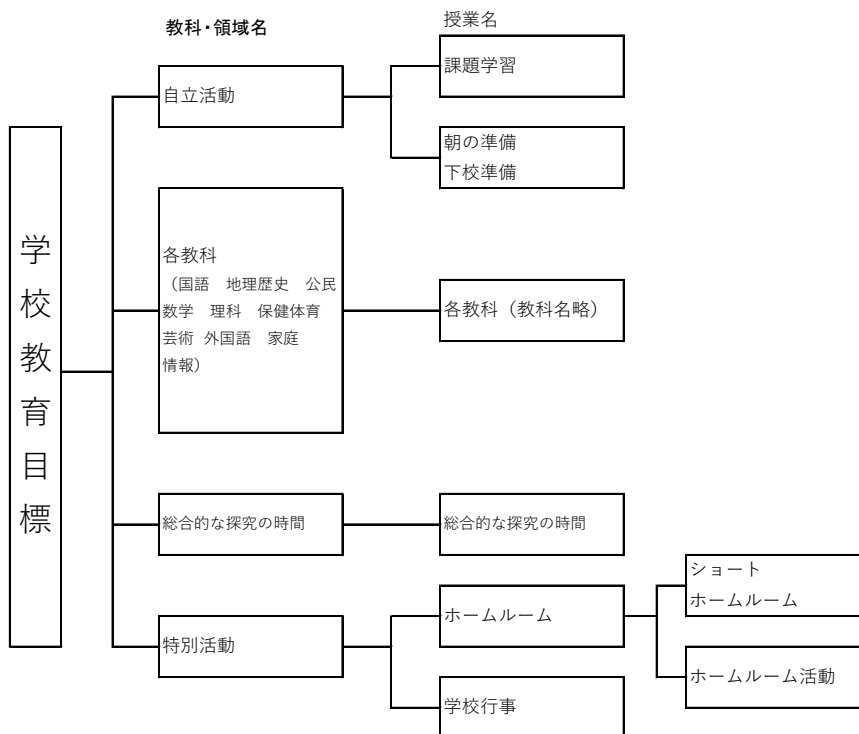 教科・領域名
授業名
学校教育目標
自立活動
課題学習
朝の準備
下校準備
各教科
（国語　地理歴史　公民
数学　理科　保健体育
芸術 外国語　家庭
情報）
各教科（教科名略）
総合的な探究の時間
総合的な探究の時間
特別活動
ホームルーム
ショート
ホームルーム
ホームルーム活動
学校行事